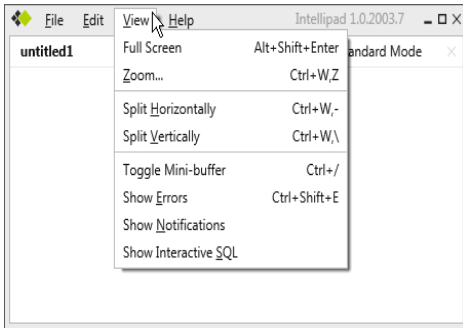 File Edit View Help Intellipad 1.0.2003.7
untitled1 andard Mode
Full Screen Alt+Shift+Enter
Zoom... Ctrl+W,Z
Split Horizontally Ctrl+W,-
Split Vertically Ctrl+W,\
Toggle Mini-buffer Ctrl+/
Show Errors Ctrl+Shift+E
Show Notifications
Show Interactive SQL